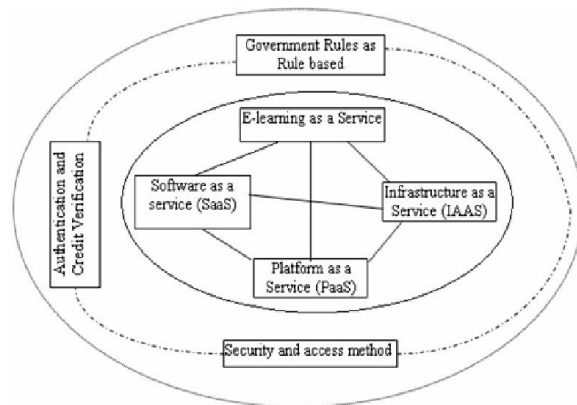 Government Rules as
Rule based
E-learning as a Service
Authentication and
Credit Verification
Software as a
service (SaaS)
Infrastructure as a
Service (IAAS)
Platform as a
Service (PaaS)
Security and access method